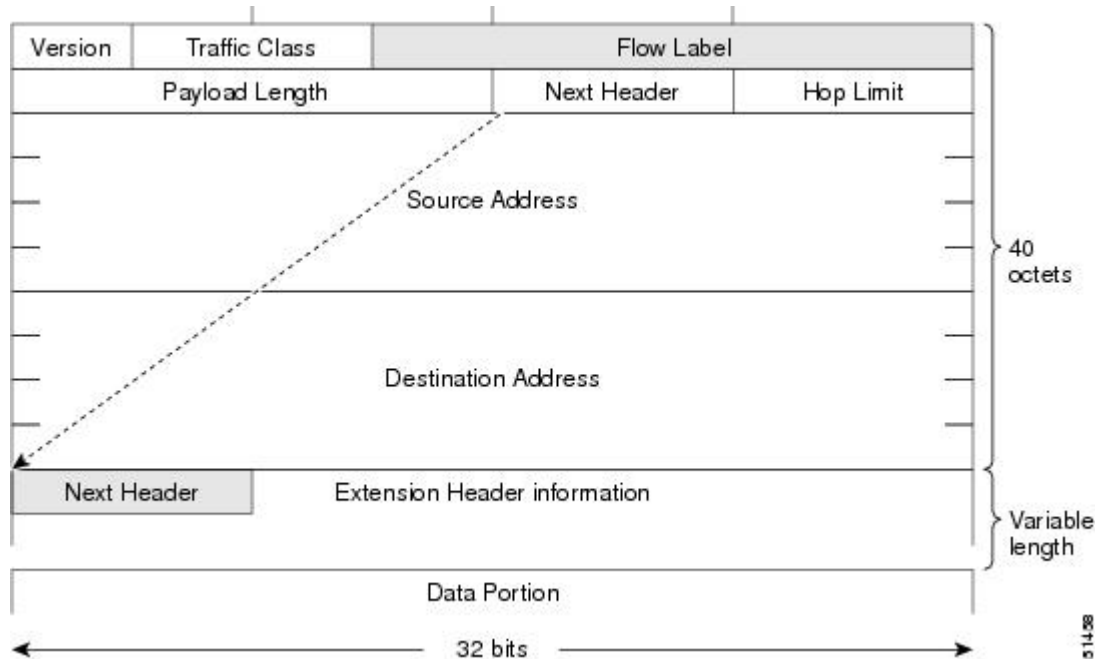 Version Traffic Class Flow Label
Payload Length Next Header Hop Limit
Source Address
40
octets
Destination Address
Next Header Extension Header information
Variable
length
Data Portion
32 bits
51458